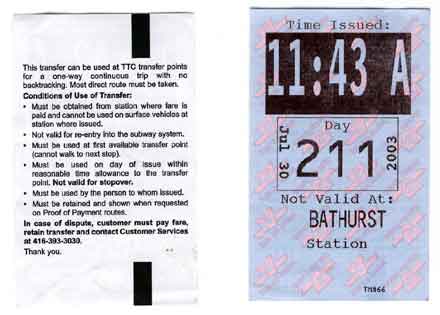 This transfer can be used at TTC transfer points
for a one-way continuous trip with no
backtracking. Most direct route must be taken.
Conditions of Use of Transfer:
• Must be obtained from station where fare is
paid and cannot be used on surface vehicles at
station where issued.
• Not valid for re-entry into the subway system.
• Must be used at first available transfer point
(cannot walk to next stop).
• Must be used on day of issue within
reasonable time allowance to the transfer
point. Not valid for stopover.
• Must be used by the person to whom issued.
• Must be retained and shown when requested
on Proof of Payment routes.
In case of dispute, customer must pay fare,
retain transfer and contact Customer Services
at 416-393-3030.
Thank you.
Time Issued:
11:43 A
Day
Jul 30
211
2003
Not Valid At:
BATHURST
Station